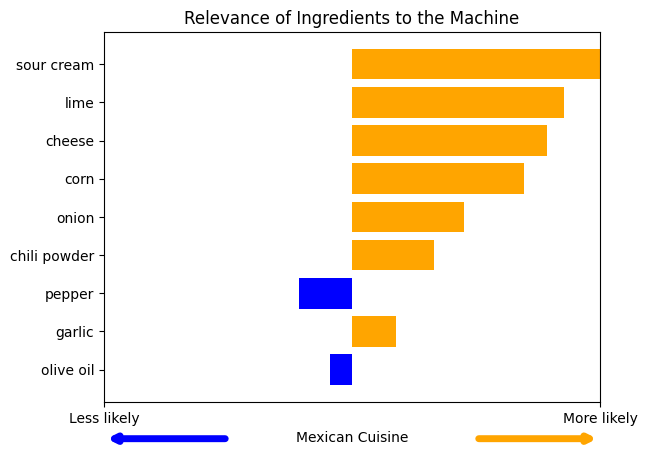 Relevance of Ingredients to the Machine
sour cream
lime
cheese
corn
onion
chili powder
pepper
garlic
olive oil
Less likely
More likely
Mexican Cuisine